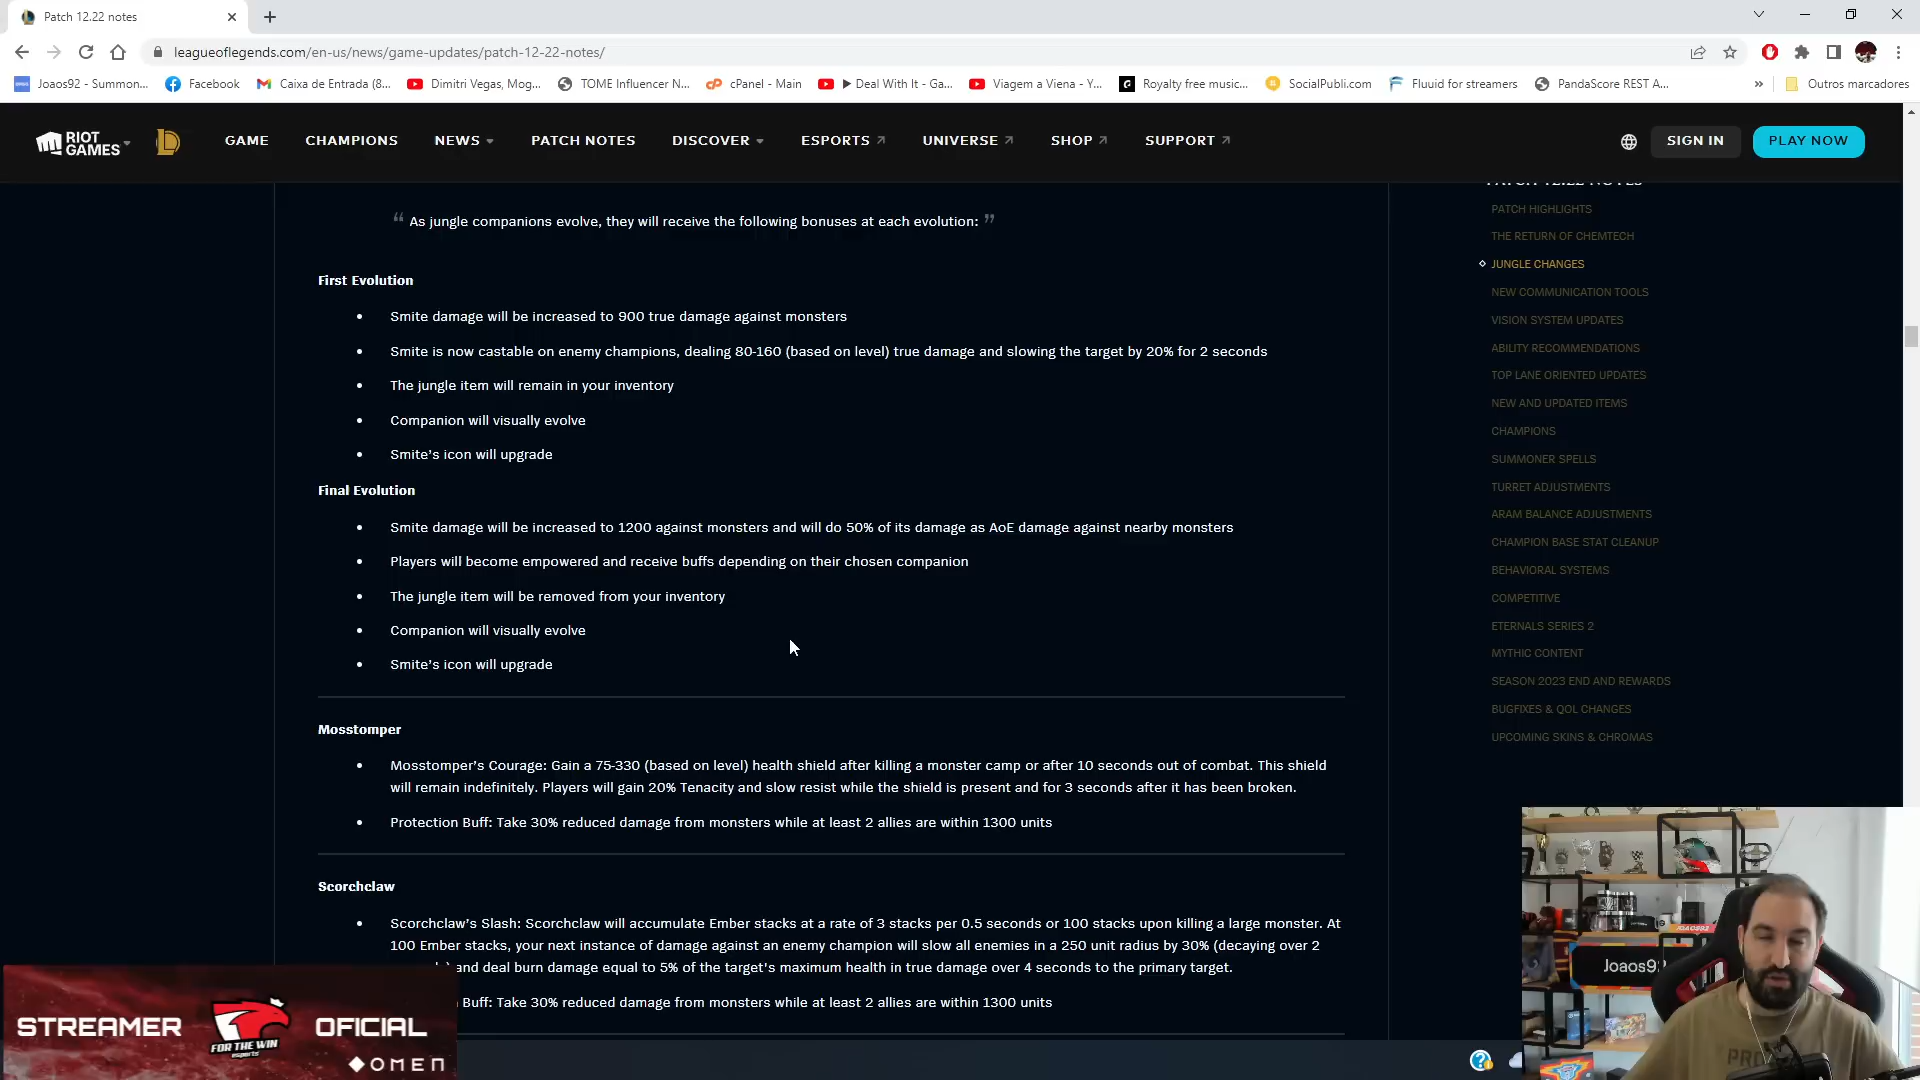 Patch 12.22 notes
leagueoflegends.com/en-us/news/game-updates/patch-12-22-notes/
Joaos92 - Summon... Facebook Caixa de Entrada (8... Dimitri Vegas, Mog... TOME Influencer N... cPanel - Main ▶ Deal With It - Ga... Viagem a Viena - Y... Royalty free music... SocialPubli.com Fluuid for streamers PandaScore REST A... » Outros marcadores
RIOT GAMES GAME CHAMPIONS NEWS PATCH NOTES DISCOVER ESPORTS UNIVERSE SHOP SUPPORT SIGN IN PLAY NOW
“ As jungle companions evolve, they will receive the following bonuses at each evolution: ”
First Evolution
• Smite damage will be increased to 900 true damage against monsters
• Smite is now castable on enemy champions, dealing 80-160 (based on level) true damage and slowing the target by 20% for 2 seconds
• The jungle item will remain in your inventory
• Companion will visually evolve
• Smite's icon will upgrade
Final Evolution
• Smite damage will be increased to 1200 against monsters and will do 50% of its damage as AoE damage against nearby monsters
• Players will become empowered and receive buffs depending on their chosen companion
• The jungle item will be removed from your inventory
• Companion will visually evolve
• Smite's icon will upgrade
Mosstomper
• Mosstomper's Courage: Gain a 75-330 (based on level) health shield after killing a monster camp or after 10 seconds out of combat. This shield
will remain indefinitely. Players will gain 20% Tenacity and slow resist while the shield is present and for 3 seconds after it has been broken.
• Protection Buff: Take 30% reduced damage from monsters while at least 2 allies are within 1300 units
Scorchclaw
• Scorchclaw's Slash: Scorchclaw will accumulate Ember stacks at a rate of 3 stacks per 0.5 seconds or 100 stacks upon killing a large monster. At
100 Ember stacks, your next instance of damage against an enemy champion will slow all enemies in a 250 unit radius by 30% (decaying over 2
and deal burn damage equal to 5% of the target's maximum health in true damage over 4 seconds to the primary target.
Buff: Take 30% reduced damage from monsters while at least 2 allies are within 1300 units
PATCH 12.22 NOTES
PATCH HIGHLIGHTS
THE RETURN OF CHEMTECH
JUNGLE CHANGES
NEW COMMUNICATION TOOLS
VISION SYSTEM UPDATES
ABILITY RECOMMENDATIONS
TOP LANE ORIENTED UPDATES
NEW AND UPDATED ITEMS
CHAMPIONS
SUMMONER SPELLS
TURRET ADJUSTMENTS
ARAM BALANCE ADJUSTMENTS
CHAMPION BASE STAT CLEANUP
BEHAVIORAL SYSTEMS
COMPETITIVE
ETERNALS SERIES 2
MYTHIC CONTENT
SEASON 2023 END AND REWARDS
BUGFIXES & QOL CHANGES
UPCOMING SKINS & CHROMAS
STREAMER FOR THE WIN esports OFICIAL
OMEN
Joaos92